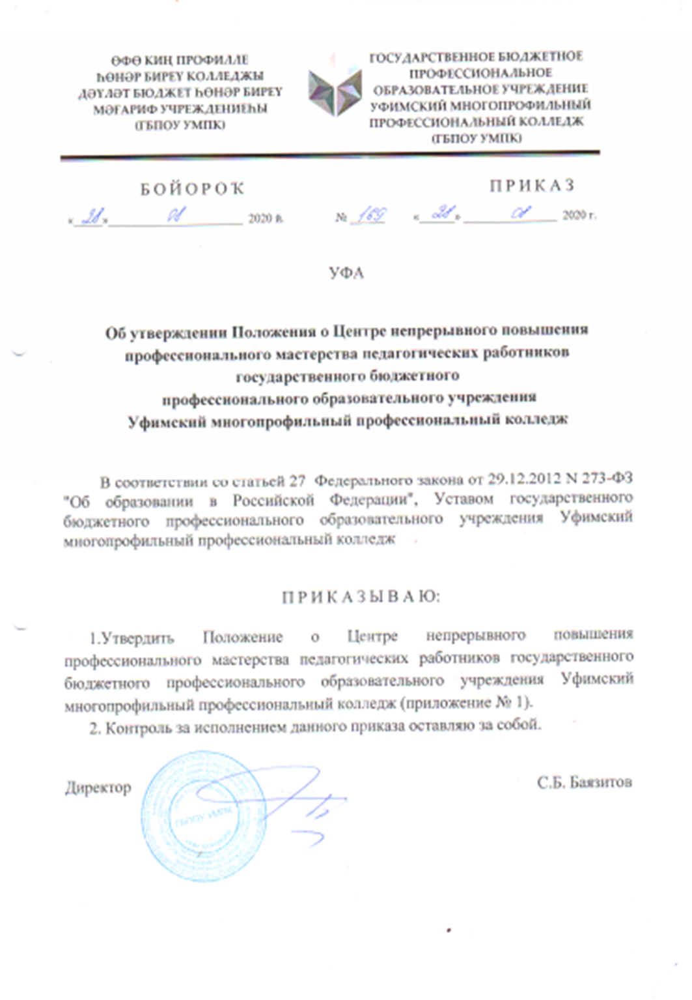 ӨФӨ КИҢ ПРОФИЛЛЕ
ҺӨНӘР БИРЕҮ КОЛЛЕДЖЫ
ДӘҮЛӘТ БЮДЖЕТ ҺӨНӘР БИРЕҮ
МӘҒАРИФ УЧРЕЖДЕНИЕҺЫ
(ГБПОУ УМПК)
ГОСУДАРСТВЕННОЕ БЮДЖЕТНОЕ
ПРОФЕССИОНАЛЬНОЕ
ОБРАЗОВАТЕЛЬНОЕ УЧРЕЖДЕНИЕ
УФИМСКИЙ МНОГОПРОФИЛЬНЫЙ
ПРОФЕССИОНАЛЬНЫЙ КОЛЛЕДЖ
(ГБПОУ УМПК)
БОЙОРОҠ
ПРИКАЗ
«28» 08 2020 й. № 169 «28» 08 2020 г.
УФА
Об утверждении Положения о Центре непрерывного повышения
профессионального мастерства педагогических работников
государственного бюджетного
профессионального образовательного учреждения
Уфимский многопрофильный профессиональный колледж
В соответствии со статьей 27 Федерального закона от 29.12.2012 N 273-ФЗ
"Об образовании в Российской Федерации", Уставом государственного
бюджетного профессионального образовательного учреждения Уфимский
многопрофильный профессиональный колледж
ПРИКАЗЫВАЮ:
1.Утвердить Положение о Центре непрерывного повышения
профессионального мастерства педагогических работников государственного
бюджетного профессионального образовательного учреждения Уфимский
многопрофильный профессиональный колледж (приложение № 1).
2. Контроль за исполнением данного приказа оставляю за собой.
Директор С.Б. Баязитов
ГБПОУ УМПК